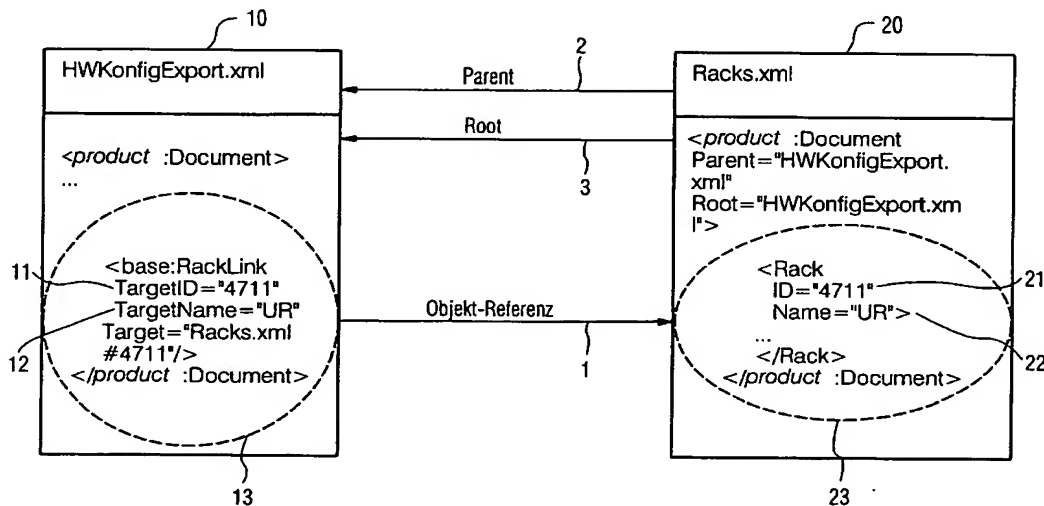 10
20
HWKonfigExport.xml
2
Parent
Racks.xml
Root
3
<product :Document>
...
<product :Document
Parent="HWKonfigExport.
xml"
Root="HWKonfigExport.xm
l">
11
<base:RackLink
TargetID="4711"
TargetName="UR"
Target="Racks.xml
#4711"/>
</product :Document>
12
13
Objekt-Referenz
1
<Rack
ID="4711"
Name="UR">
...
</Rack>
</product :Document>
21
22
23